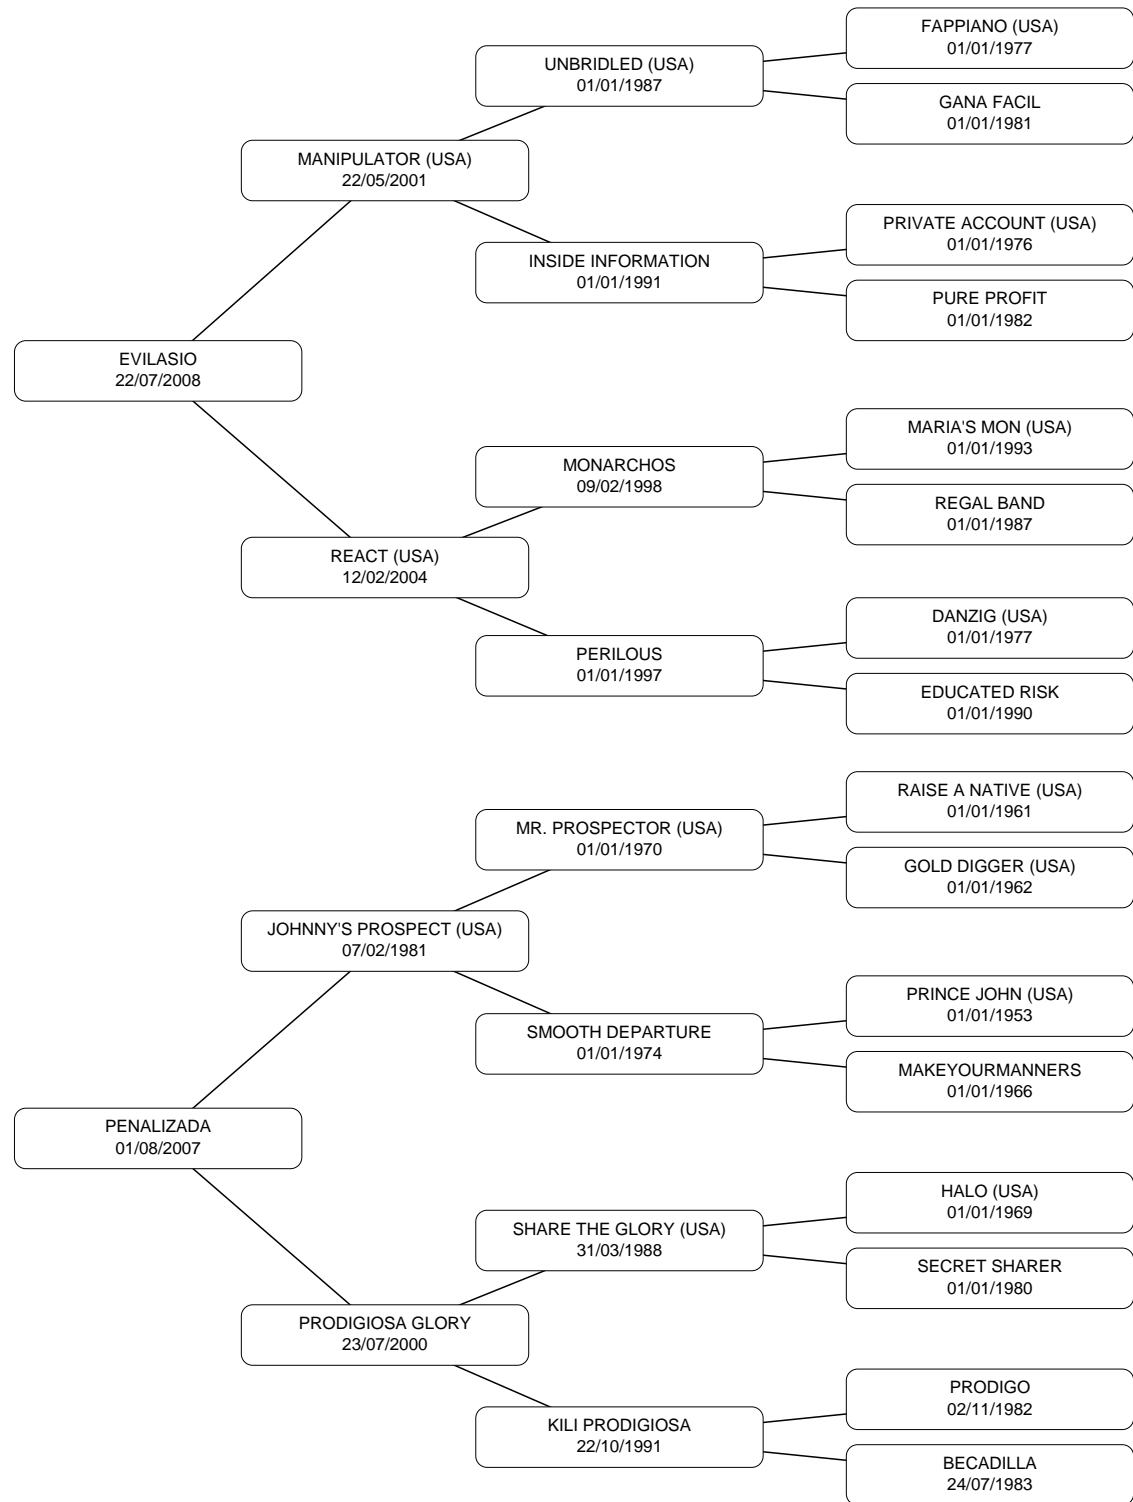 FAPPIANO (USA)
01/01/1977
UNBRIDLED (USA)
01/01/1987
GANA FACIL
01/01/1981
MANIPULATOR (USA)
22/05/2001
PRIVATE ACCOUNT (USA)
01/01/1976
INSIDE INFORMATION
01/01/1991
PURE PROFIT
01/01/1982
EVILASIO
22/07/2008
MARIA'S MON (USA)
01/01/1993
MONARCHOS
09/02/1998
REGAL BAND
01/01/1987
REACT (USA)
12/02/2004
DANZIG (USA)
01/01/1977
PERILOUS
01/01/1997
EDUCATED RISK
01/01/1990
RAISE A NATIVE (USA)
01/01/1961
MR. PROSPECTOR (USA)
01/01/1970
GOLD DIGGER (USA)
01/01/1962
JOHNNY'S PROSPECT (USA)
07/02/1981
PRINCE JOHN (USA)
01/01/1953
SMOOTH DEPARTURE
01/01/1974
MAKEYOURMANNERS
01/01/1966
PENALIZADA
01/08/2007
HALO (USA)
01/01/1969
SHARE THE GLORY (USA)
31/03/1988
SECRET SHARER
01/01/1980
PRODIGIOSA GLORY
23/07/2000
PRODIGO
02/11/1982
KILI PRODIGIOSA
22/10/1991
BECADILLA
24/07/1983